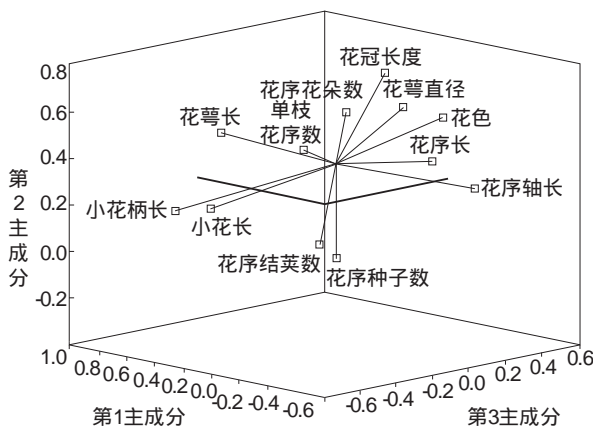 花冠长度
花序花朵数
花萼直径
单枝
花序数
花萼长
花色
花序长
花序轴长
小花柄长
小花长
花序结荚数
花序种子数
第2主成分
0.8
0.6
0.4
0.2
0.0
-0.2
1.0
0.8
0.6
0.4
0.2
0.0
-0.2
-0.4
-0.6
第1主成分
-0.6
-0.4
-0.2
0.0
0.2
0.4
0.6
第3主成分